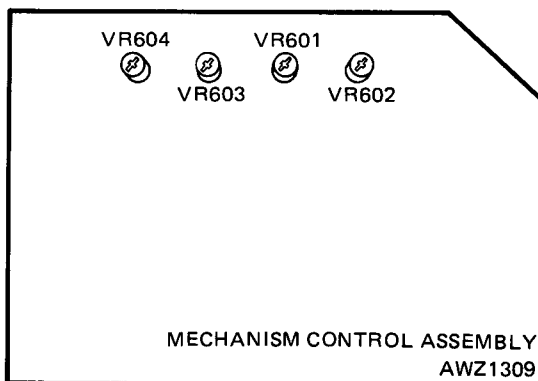 VR604 VR601
VR603 VR602
MECHANISM CONTROL ASSEMBLY
AWZ1309